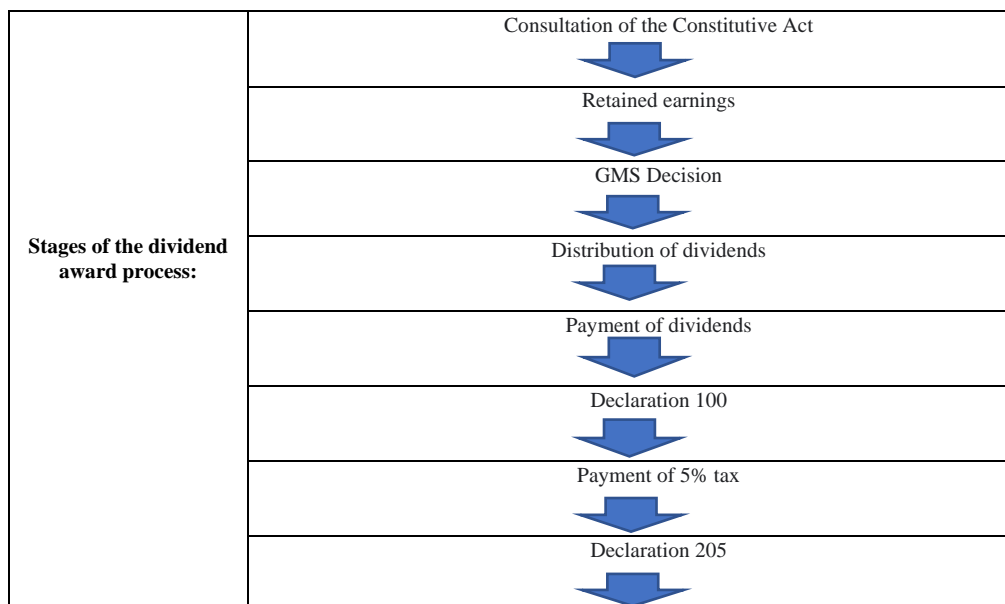 Stages of the dividend
award process:
Consultation of the Constitutive Act
Retained earnings
GMS Decision
Distribution of dividends
Payment of dividends
Declaration 100
Payment of 5% tax
Declaration 205